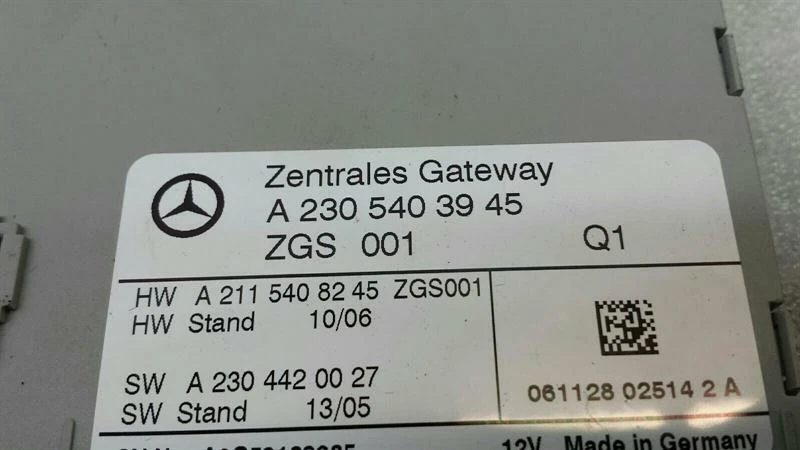 Zentrales Gateway
A 230 540 39 45
ZGS 001 Q1
HW A 211 540 82 45 ZGS001
HW Stand 10/06
SW A 230 442 00 27
SW Stand 13/05
061128 02514 2 A
12V Made in Germany